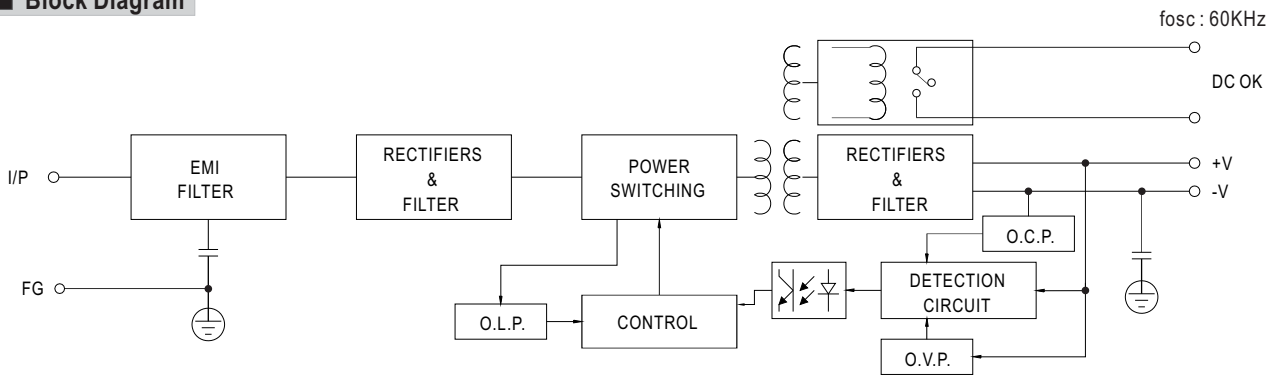 Block Diagram
fosc : 60KHz
DC OK
I/P
EMI
FILTER
RECTIFIERS
&
FILTER
POWER
SWITCHING
RECTIFIERS
&
FILTER
+V
-V
O.C.P.
FG
O.L.P.
CONTROL
DETECTION
CIRCUIT
O.V.P.